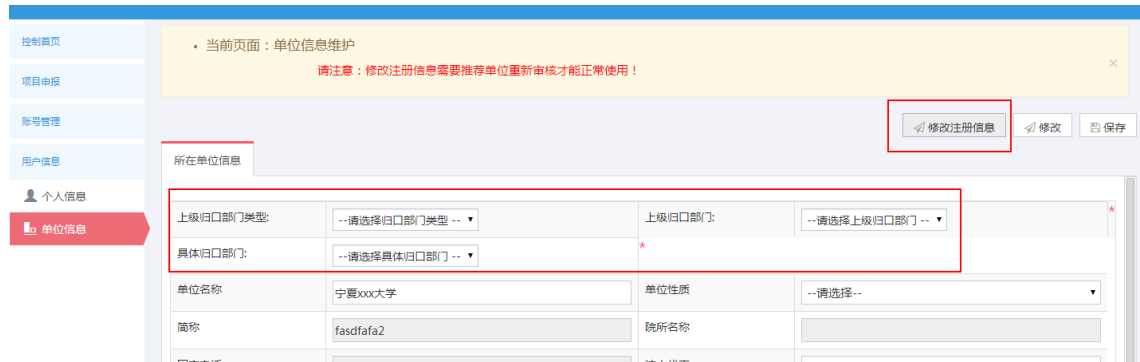 控制首页
项目申报
账号管理
用户信息
个人信息
单位信息
• 当前页面：单位信息维护
请注意：修改注册信息需要推荐单位重新审核才能正常使用！
×
修改注册信息 修改 保存
所在单位信息
上级归口部门类型: --请选择归口部门类型 -- 上级归口部门: --请选择上级归口部门 -- *
具体归口部门: --请选择具体归口部门 -- *
单位名称 宁夏xxx大学 单位性质 --请选择--
简称 fasdfafa2 院所名称